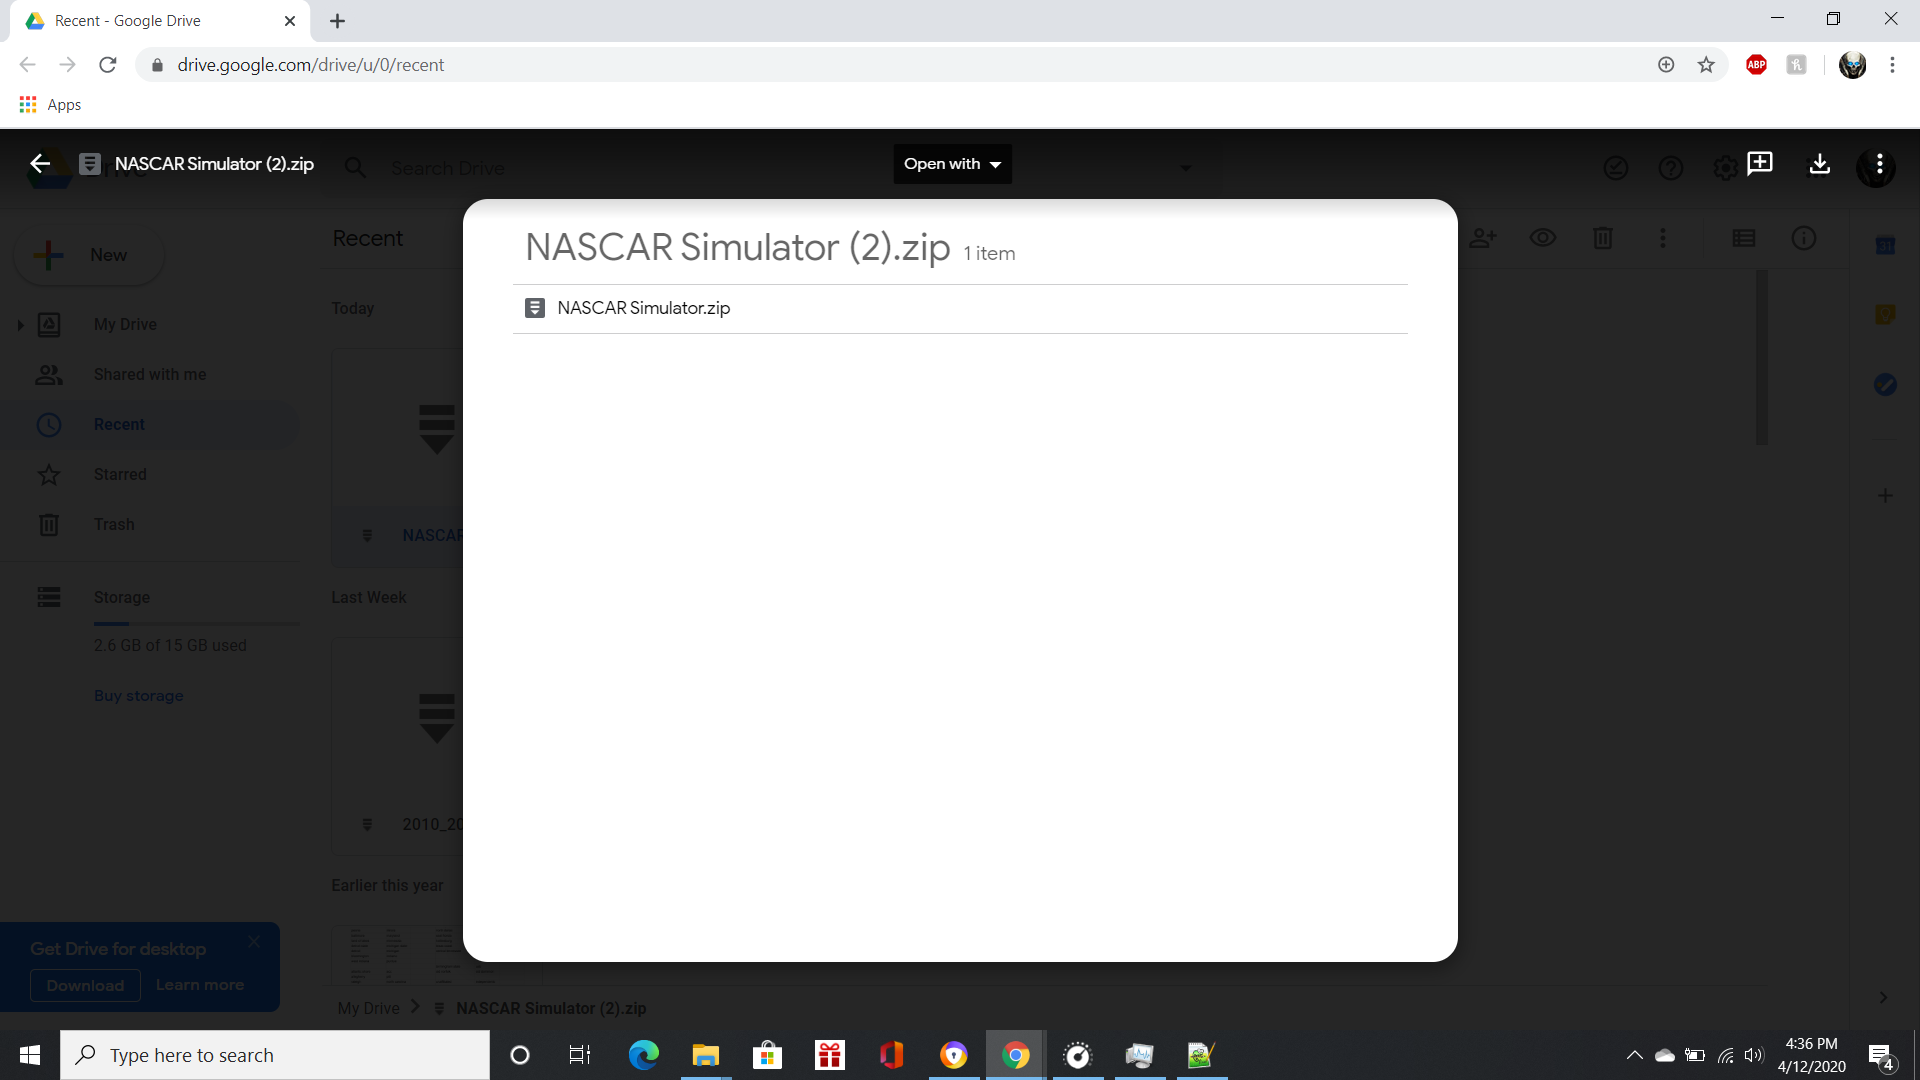 Recent - Google Drive
drive.google.com/drive/u/0/recent
ABP
Apps
NASCAR Simulator (2).zip
Search Drive
Open with
New
Recent
NASCAR Simulator (2).zip 1 item
31
NASCAR Simulator.zip
Today
My Drive
Shared with me
Recent
Starred
Trash
NASCAR
Storage
Last Week
2.6 GB of 15 GB used
Buy storage
2010_20
Earlier this year
Get Drive for desktop
Download
Learn more
My Drive
NASCAR Simulator (2).zip
Type here to search
4:36 PM
4/12/2020
4